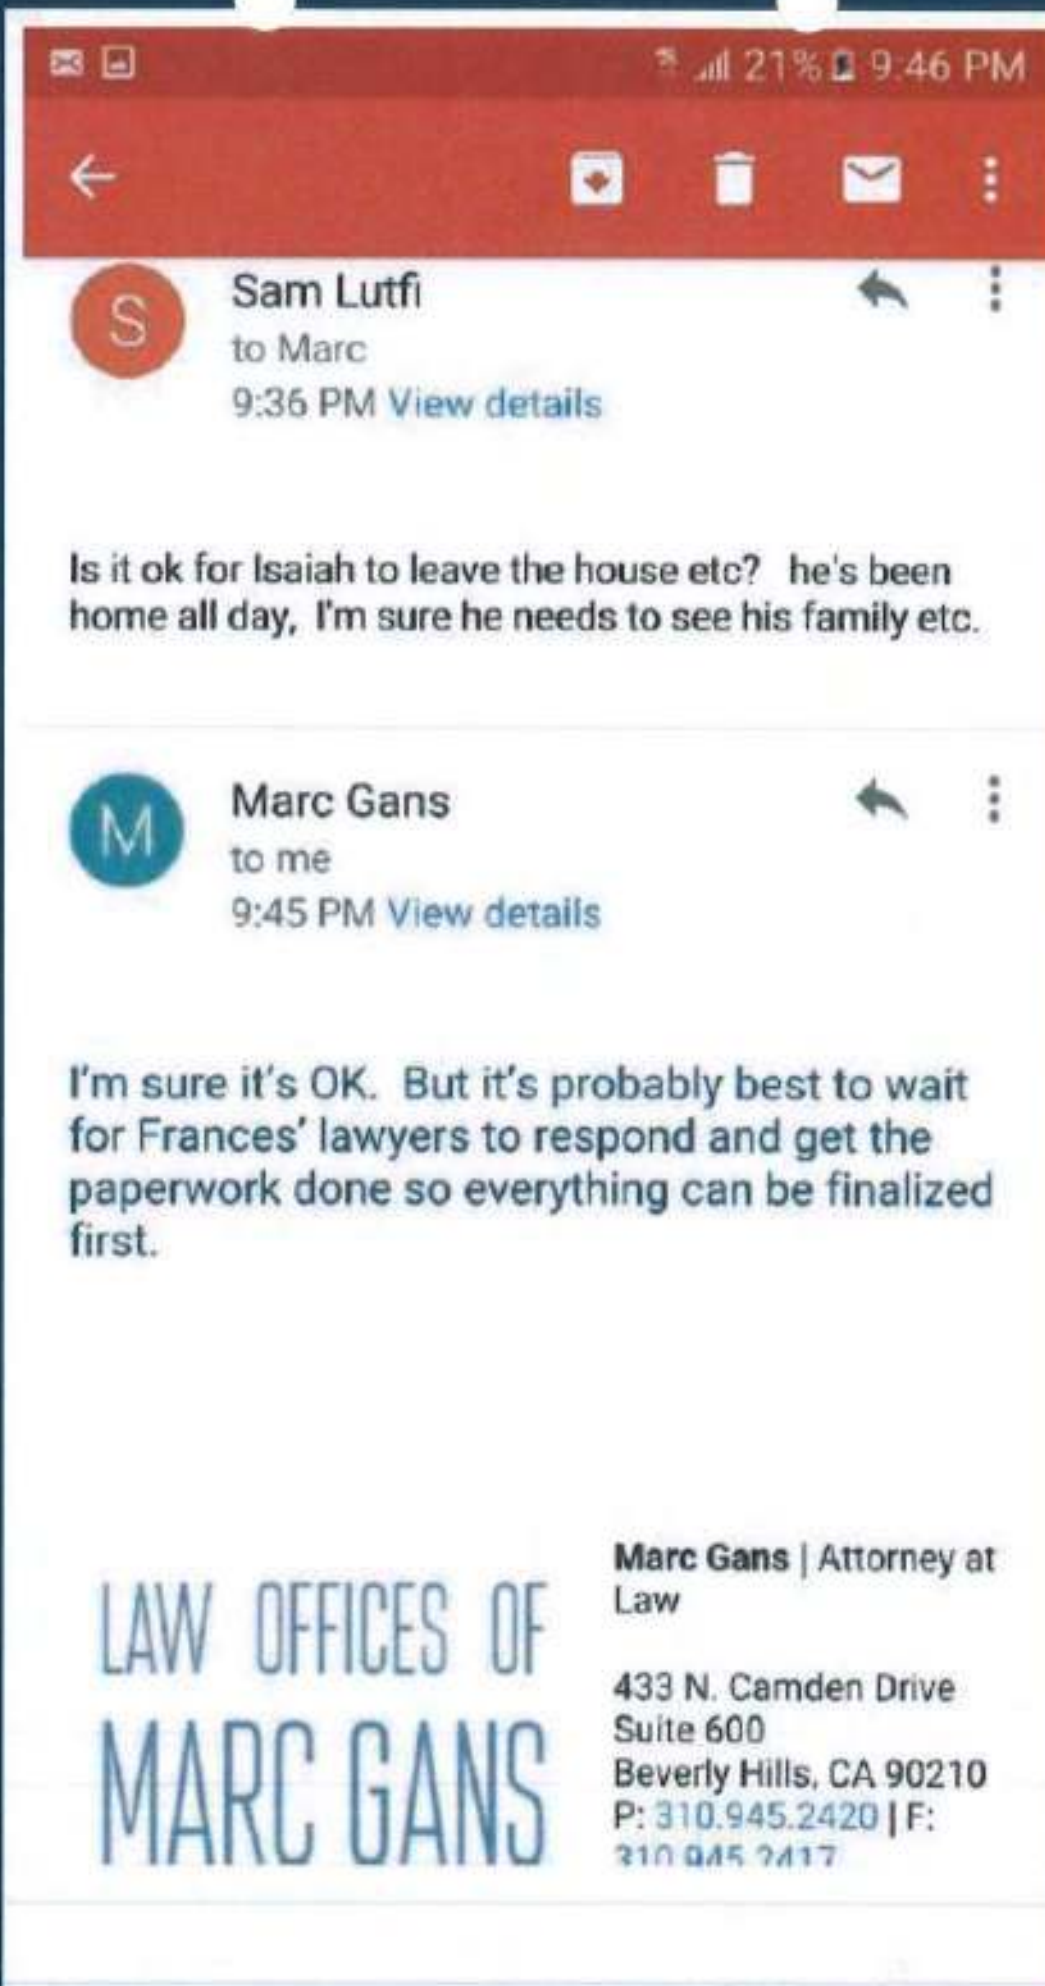 21% 9:46 PM
S
Sam Lutfi
to Marc
9:36 PM View details
Is it ok for Isaiah to leave the house etc?   he's been
home all day,  I'm sure he needs to see his family etc.
M
Marc Gans
to me
9:45 PM View details
I'm sure it's OK.  But it's probably best to wait
for Frances' lawyers to respond and get the
paperwork done so everything can be finalized
first.
LAW OFFICES OF
MARC GANS
Marc Gans | Attorney at
Law
433 N. Camden Drive
Suite 600
Beverly Hills, CA 90210
P: 310.945.2420 | F:
310.945.2417